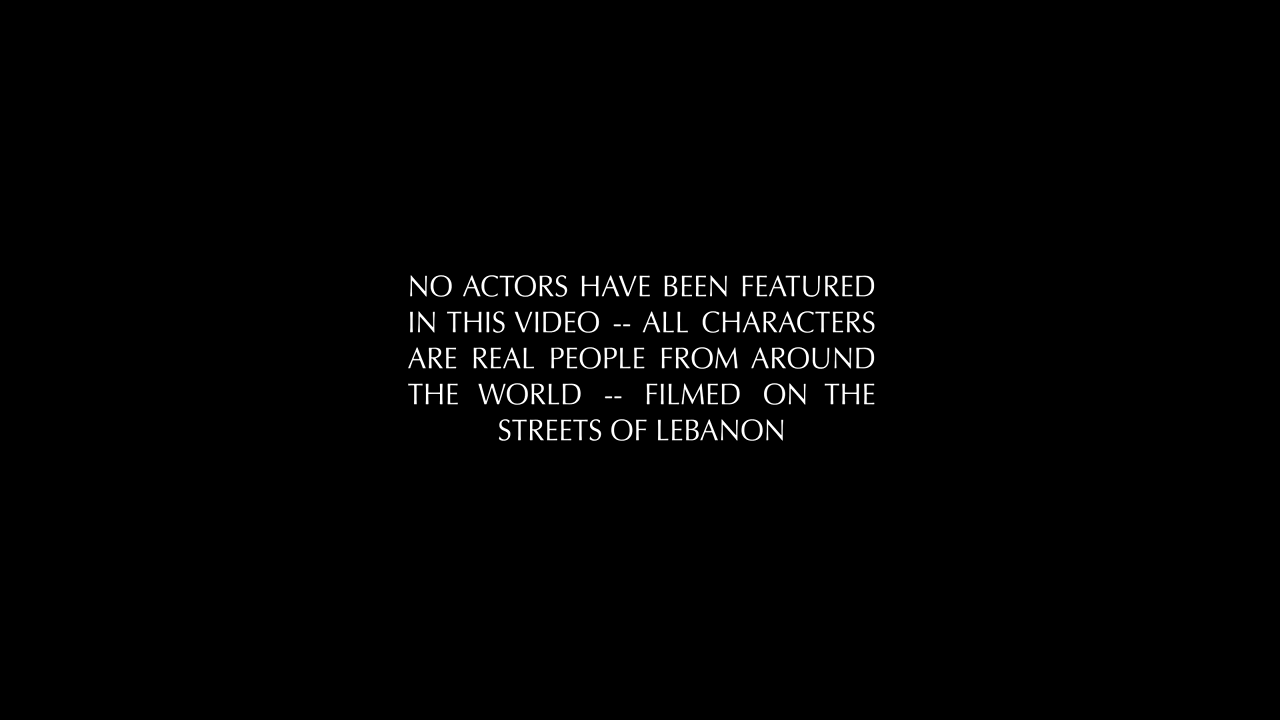 NO ACTORS HAVE BEEN FEATURED
IN THIS VIDEO -- ALL CHARACTERS
ARE REAL PEOPLE FROM AROUND
THE WORLD -- FILMED ON THE
STREETS OF LEBANON